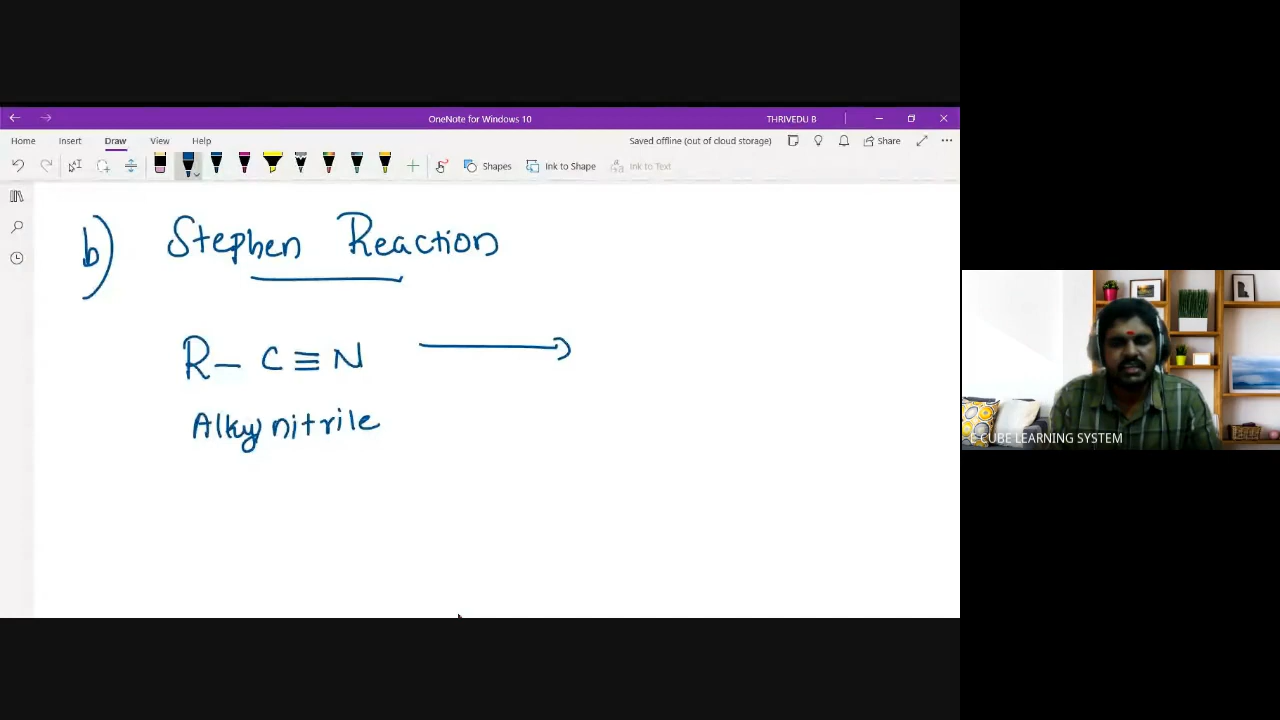 OneNote for Windows 10
THRIVEDU B
Home Insert Draw View Help
Saved offline (out of cloud storage)
Share
Shapes
Ink to Shape
Ink to Text
b) Stephen Reaction
R – C ≡ N ⟶
Alkynitrile
E CUBE LEARNING SYSTEM